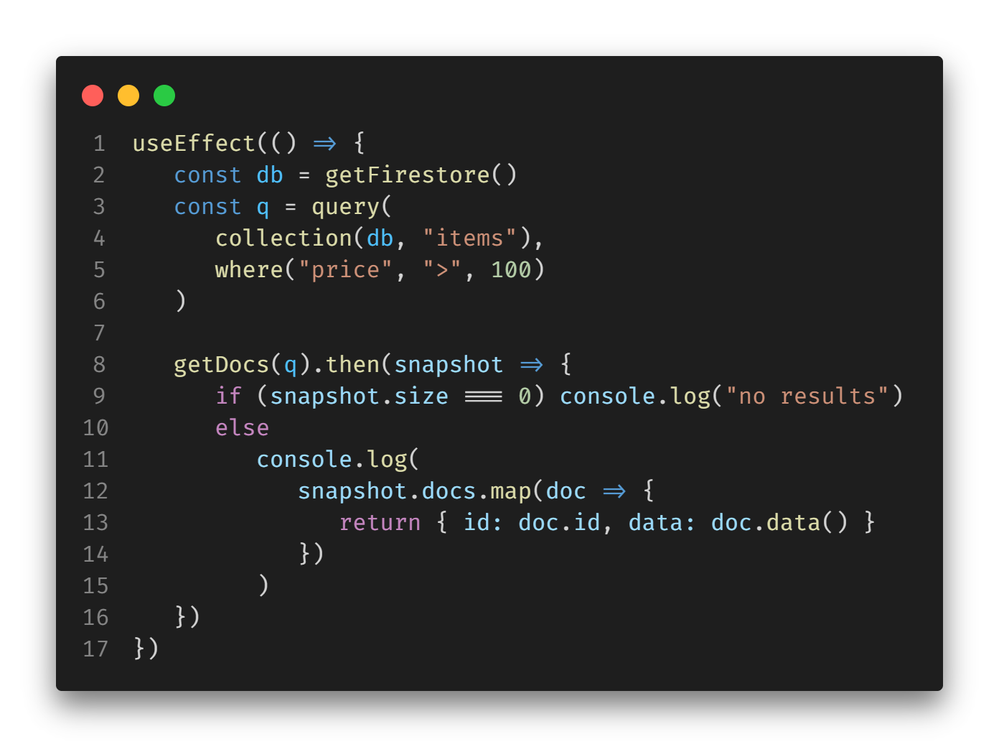 1 useEffect(() => {
2    const db = getFirestore()
3    const q = query(
4       collection(db, "items"),
5       where("price", ">", 100)
6    )
7
8    getDocs(q).then(snapshot => {
9       if (snapshot.size === 0) console.log("no results")
10       else
11          console.log(
12             snapshot.docs.map(doc => {
13                return { id: doc.id, data: doc.data() }
14             })
15          )
16    })
17 })